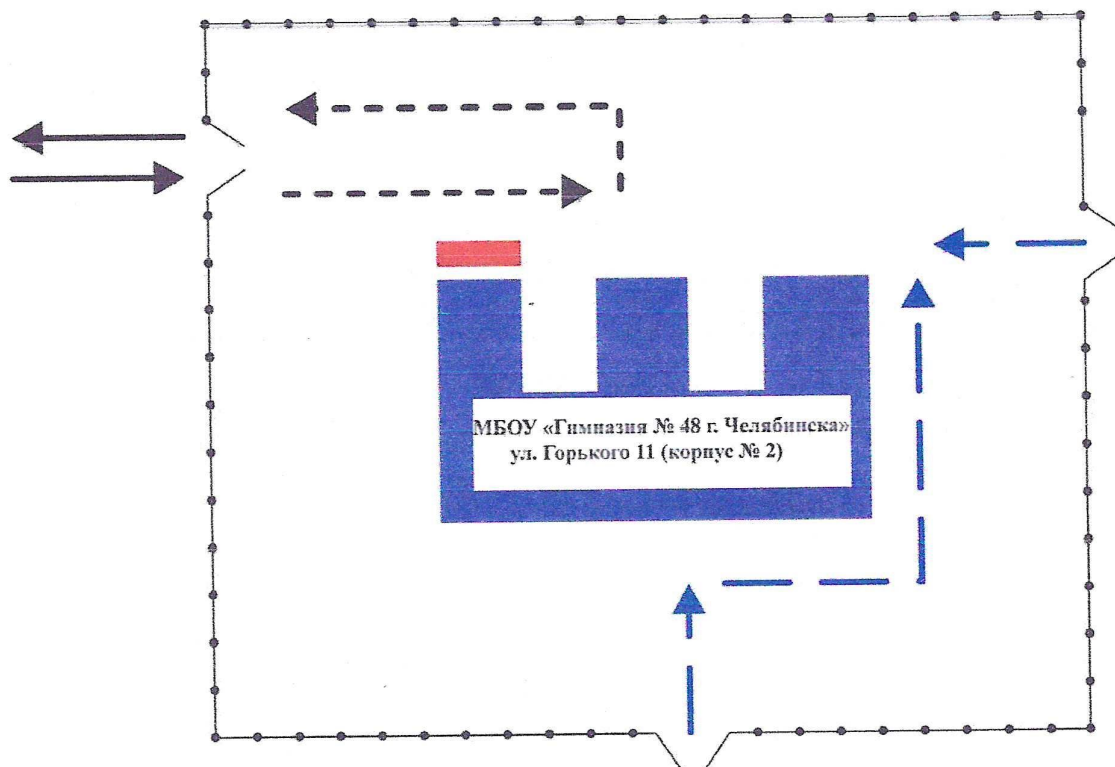 МБОУ «Гимназия № 48 г. Челябинска»
ул. Горького 11 (корпус № 2)